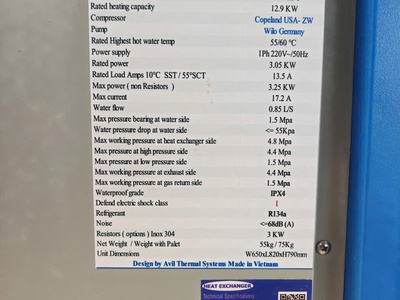 Rated heating capacity 12.9 KW
Compressor Copeland USA- ZW
Pump Wilo Germany
Rated Highest hot water temp 55/60 °C
Power supply 1Ph 220V~/50Hz
Rated power 3.05 KW
Rated Load Amps 10°C SST / 55°SCT 13.5 A
Max power ( non Resistors ) 3.25 KW
Max current 17.2 A
Water flow 0.85 L/S
Max pressure bearing at water side 1.5 Mpa
Water pressure drop at water side <= 55Kpa
Max working pressure at heat exchanger side 4.8 Mpa
Max working pressure at high pressure side 4.4 Mpa
Max working pressure at low pressure side 1.5 Mpa
Max working pressure at exhaust side 4.4 Mpa
Max working pressure at gas return side 1.5 Mpa
Waterproof grade IPX4
Defend electric shock class 1
Refrigerant R134a
Noise <=68dB (A)
Resistors ( options ) Inox 304 3 KW
Net Weight / Weight with Palet 55kg / 75Kg
Unit Dimensions W650xL820xH790mm
Design by Avil Thermal Systems Made in Vietnam
HEAT EXCHANGER
Technical Specifications